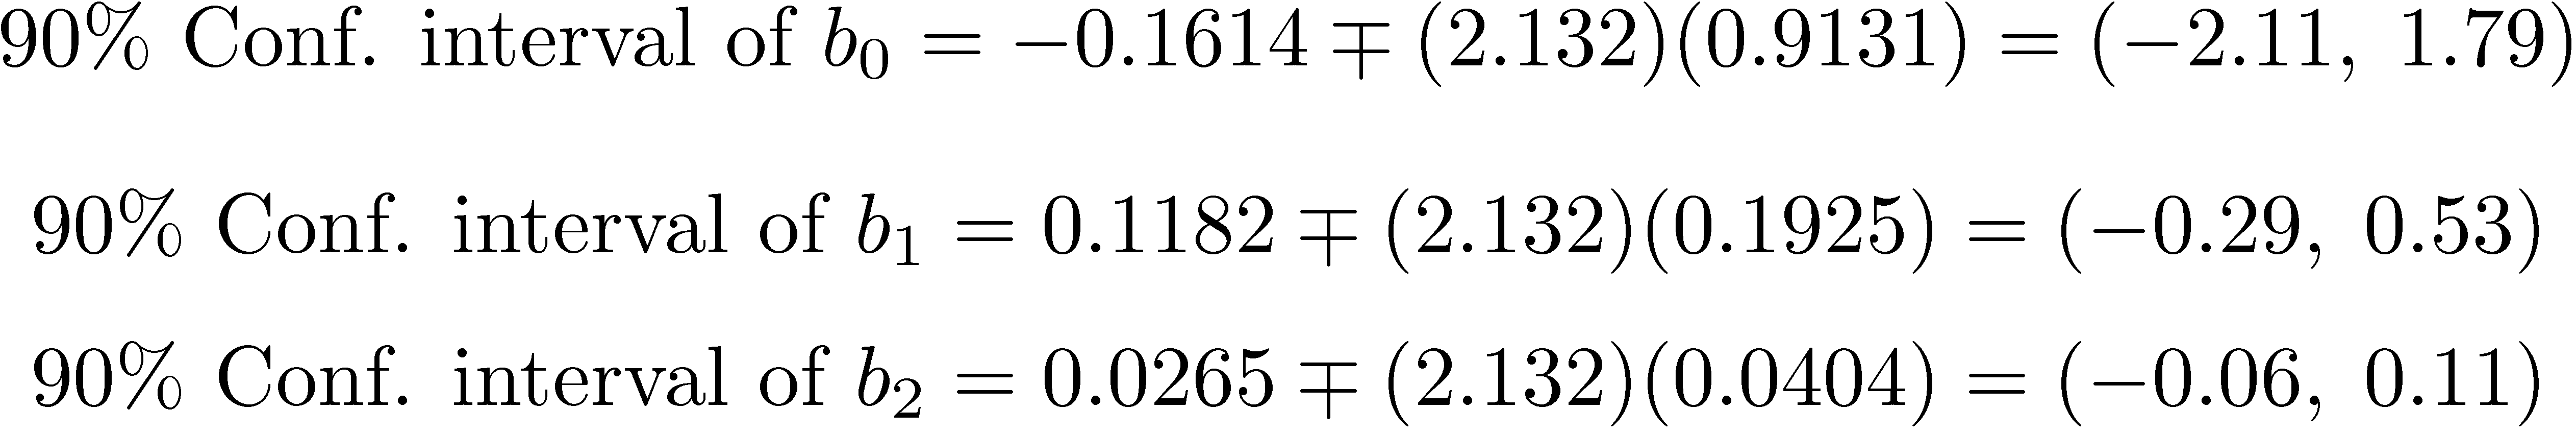 90% Conf. interval of b₀ = −0.1614 ∓ (2.132)(0.9131) = (−2.11, 1.79)
90% Conf. interval of b₁ = 0.1182 ∓ (2.132)(0.1925) = (−0.29, 0.53)
90% Conf. interval of b₂ = 0.0265 ∓ (2.132)(0.0404) = (−0.06, 0.11)